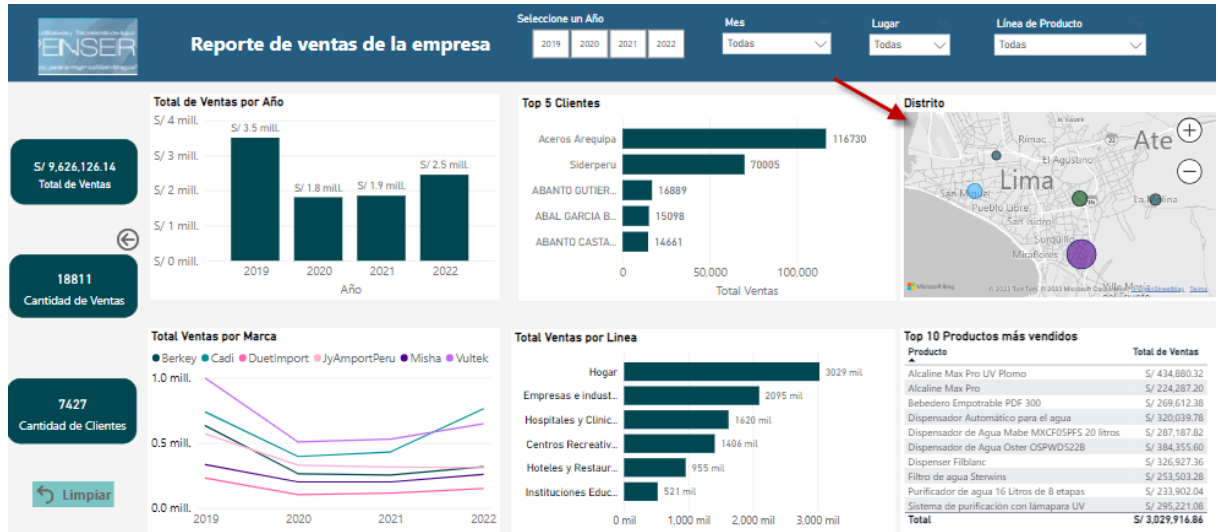 PENSER
Reporte de ventas de la empresa
Seleccione un Año
2019
2020
2021
2022
Mes
Todas
Lugar
Todas
Línea de Producto
Todas
S/ 9,626,126.14
Total de Ventas
18811
Cantidad de Ventas
7427
Cantidad de Clientes
Limpiar
Total de Ventas por Año
S/ 4 mill.
S/ 3 mill.
S/ 2 mill.
S/ 1 mill.
S/ 0 mill.
S/ 3.5 mill.
S/ 1.8 mill.
S/ 1.9 mill.
S/ 2.5 mill.
2019
2020
2021
2022
Año
Top 5 Clientes
Aceros Arequipa
116730
Siderperu
70005
ABANTO GUTIER...
16889
ABAL GARCIA B...
15098
ABANTO CASTA...
14661
0
50,000
100,000
Total Ventas
Distrito
Rímac
Ate
El Agustino
Lima
San Miguel
Pueblo Libre
La Molina
San Isidro
Surquillo
Miraflores
Villa María
del Triunfo
Microsoft Bing
© 2023 TomTom, © 2023 Microsoft Corporation, © OpenStreetMap Terms
Total Ventas por Marca
Berkey
Cadi
DuetImport
JyAmportPeru
Misha
Vultek
1.0 mill.
0.5 mill.
0.0 mill.
2019
2020
2021
2022
Total Ventas por Linea
Hogar
3029 mil
Empresas e indust...
2095 mil
Hospitales y Clinic...
1620 mil
Centros Recreativ...
1406 mil
Hoteles y Restaur...
955 mil
Instituciones Educ...
521 mil
0 mil
1,000 mil
2,000 mil
3,000 mil
Top 10 Productos más vendidos
Producto Total de Ventas
Alcaline Max Pro UV Plomo S/ 434,880.32
Alcaline Max Pro S/ 224,287.20
Bebedero Empotrable PDF 300 S/ 269,612.38
Dispensador Automático para el agua S/ 320,039.78
Dispensador de Agua Mabe MXCF05PFS 20 litros S/ 287,187.82
Dispensador de Agua Oster OSPWD522B S/ 384,355.60
Dispenser Filblanc S/ 326,927.36
Filtro de agua Sterwins S/ 253,503.28
Purificador de agua 16 Litros de 8 etapas S/ 233,902.04
Sistema de purificación con lámapara UV S/ 295,221.08
Total S/ 3,029,916.86